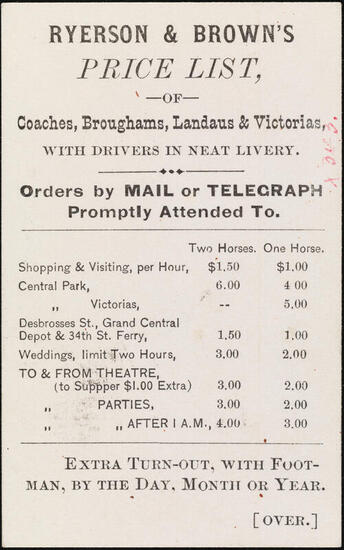 RYERSON & BROWN'S
PRICE LIST,
—OF—
Coaches, Broughams, Landaus & Victorias,
WITH DRIVERS IN NEAT LIVERY.
Orders by MAIL or TELEGRAPH
Promptly Attended To.
Two Horses. One Horse.
Shopping & Visiting, per Hour, $1.50 $1.00
Central Park, 6.00 4 00
„ Victorias, -- 5.00
Desbrosses St., Grand Central
Depot & 34th St. Ferry, 1.50 1.00
Weddings, limit Two Hours, 3.00 2.00
TO & FROM THEATRE,
(to Suppper $1.00 Extra) 3.00 2.00
„ PARTIES, 3.00 2.00
„ „ AFTER 1 A.M., 4.00 3.00
EXTRA TURN-OUT, WITH FOOT-
MAN, BY THE DAY, MONTH OR YEAR.
[OVER.]